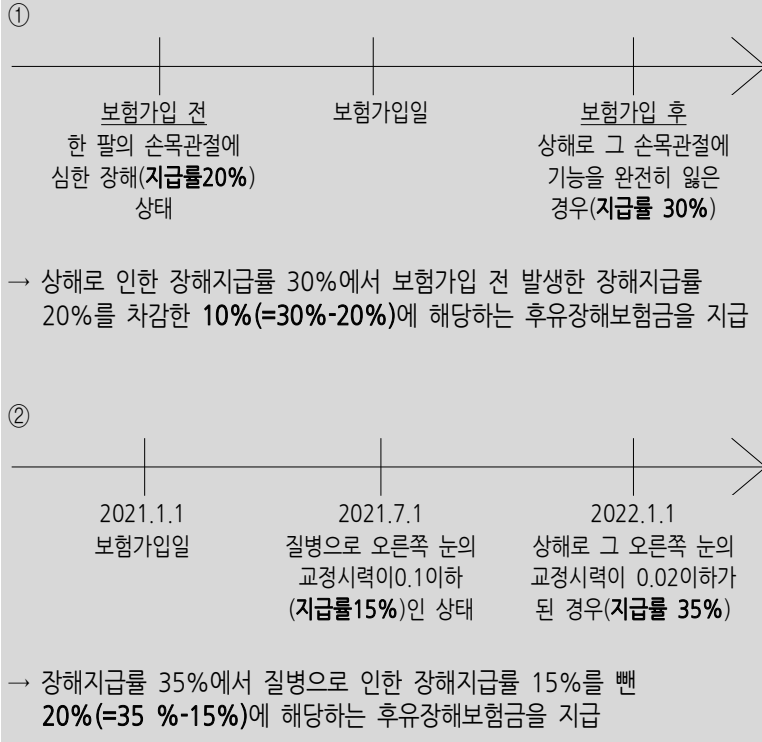 ①
보험가입 전
한 팔의 손목관절에
심한 장해(지급률20%)
상태
보험가입일
보험가입 후
상해로 그 손목관절에
기능을 완전히 잃은
경우(지급률 30%)
→ 상해로 인한 장해지급률 30%에서 보험가입 전 발생한 장해지급률
20%를 차감한 10%(=30%-20%)에 해당하는 후유장해보험금을 지급
②
2021.1.1
보험가입일
2021.7.1
질병으로 오른쪽 눈의
교정시력이0.1이하
(지급률15%)인 상태
2022.1.1
상해로 그 오른쪽 눈의
교정시력이 0.02이하가
된 경우(지급률 35%)
→ 장해지급률 35%에서 질병으로 인한 장해지급률 15%를 뺀
20%(=35 %-15%)에 해당하는 후유장해보험금을 지급